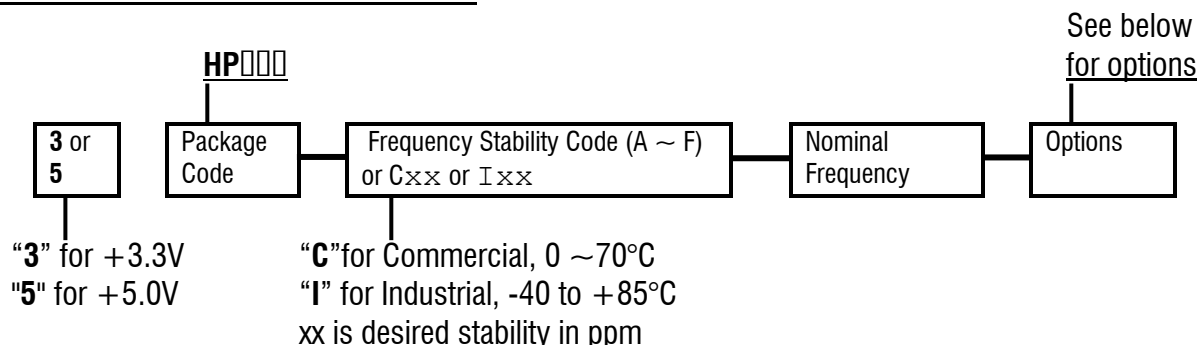 See below
for options
HP▯▯▯
3 or
5
Package
Code
Frequency Stability Code (A ~ F)
or Cxx or Ixx
Nominal
Frequency
Options
“3” for +3.3V
"5" for +5.0V
“C”for Commercial, 0 ~70°C
“I” for Industrial, -40 to +85°C
xx is desired stability in ppm